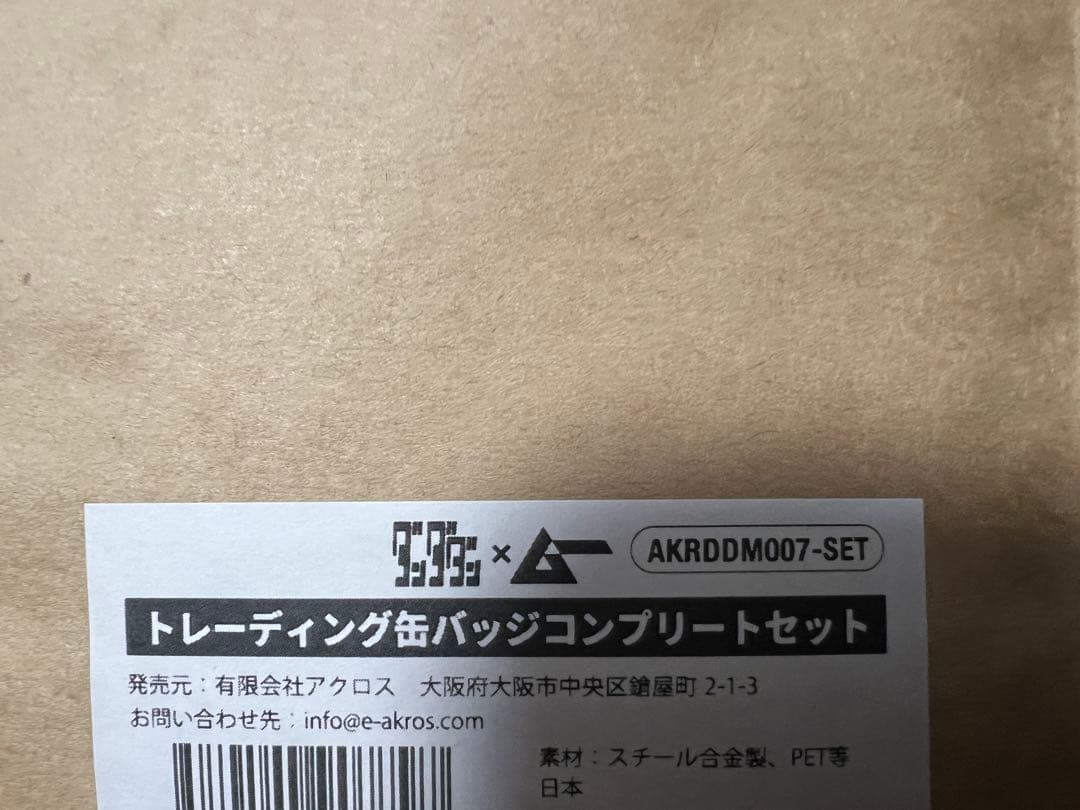 ダンダダン×ムー AKRDDM007-SET
トレーディング缶バッジコンプリートセット
発売元：有限会社アクロス　大阪府大阪市中央区鎗屋町 2-1-3
お問い合わせ先：info@e-akros.com
素材：スチール合金製、PET等
日本